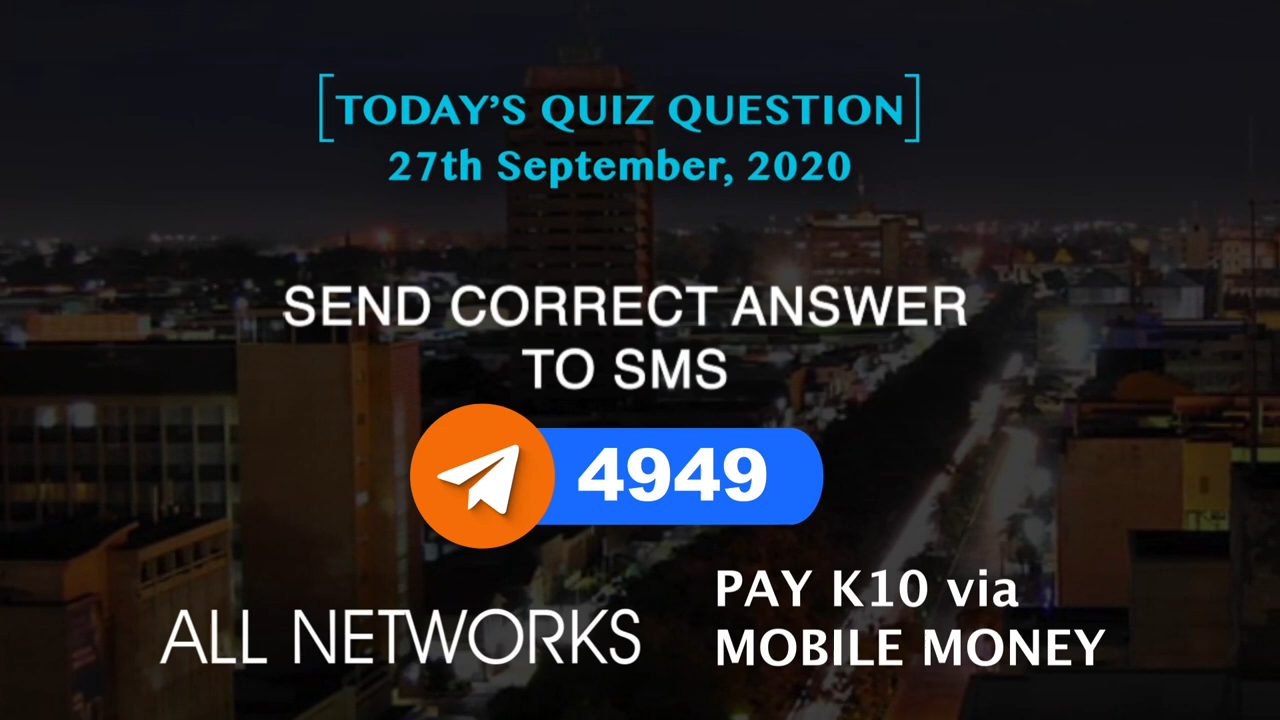 [TODAY'S QUIZ QUESTION]
27th September, 2020
SEND CORRECT ANSWER
TO SMS
4949
ALL NETWORKS
PAY K10 via
MOBILE MONEY